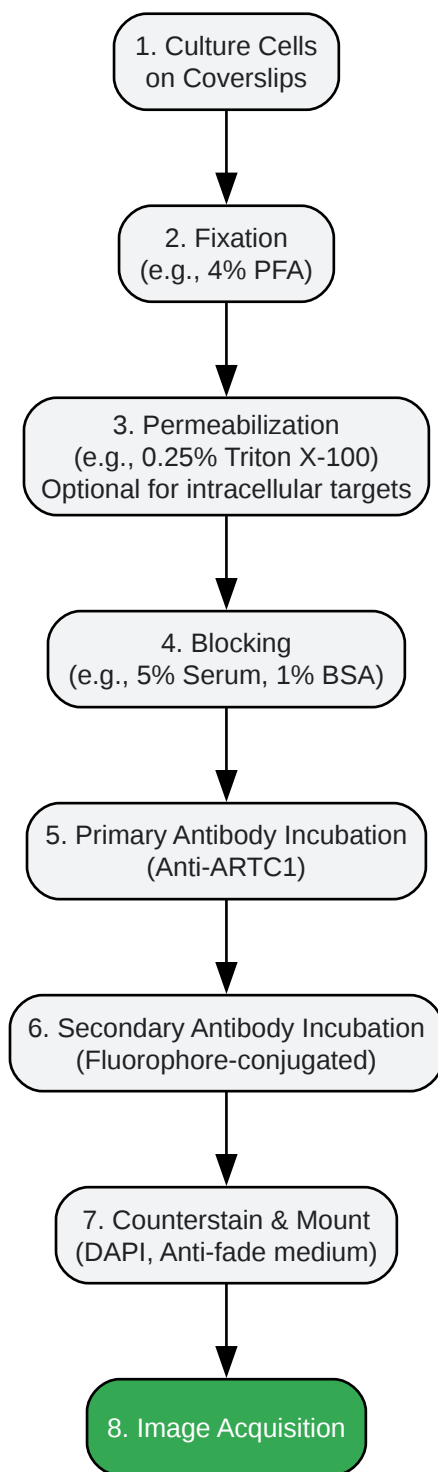 1. Culture Cells
on Coverslips
2. Fixation
(e.g., 4% PFA)
3. Permeabilization
(e.g., 0.25% Triton X-100)
Optional for intracellular targets
4. Blocking
(e.g., 5% Serum, 1% BSA)
5. Primary Antibody Incubation
(Anti-ARTC1)
6. Secondary Antibody Incubation
(Fluorophore-conjugated)
7. Counterstain & Mount
(DAPI, Anti-fade medium)
8. Image Acquisition